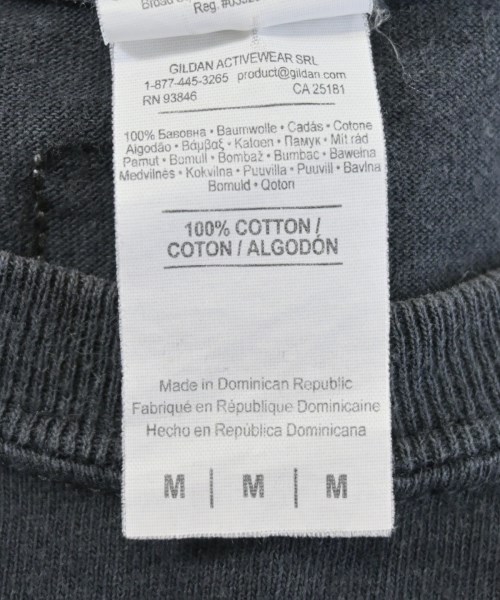 Reg.
GILDAN ACTIVEWEAR SRL
1-877-445-3265 product@gildan.com
RN 93846 CA 25181
100% Бавовна • Baumwolle • Cadás • Cotone
Algodão • Βάμβαξ • Katoen • Памук • Mit rád
Pamut • Bomull • Bombaž • Bumbac • Bawełna
Medvilnės • Kokvilna • Puuvilla • Puuvill • Bavlna
Bomuld • Qoton
100% COTTON /
COTON / ALGODÓN
Made in Dominican Republic
Fabriqué en République Dominicaine
Hecho en República Dominicana
M | M | M